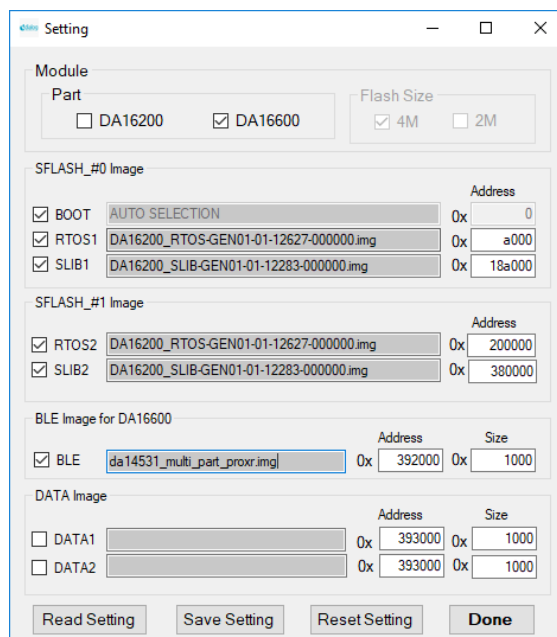 Setting
Module
Part
Flash Size
DA16200 DA16600
4M 2M
SFLASH_#0 Image
Address
BOOT AUTO SELECTION 0x 0
RTOS1 DA16200_RTOS-GEN01-01-12627-000000.img 0x a000
SLIB1 DA16200_SLIB-GEN01-01-12283-000000.img 0x 18a000
SFLASH_#1 Image
Address
RTOS2 DA16200_RTOS-GEN01-01-12627-000000.img 0x 200000
SLIB2 DA16200_SLIB-GEN01-01-12283-000000.img 0x 380000
BLE Image for DA16600
Address Size
BLE da14531_multi_part_proxr.img 0x 392000 0x 1000
DATA Image
Address Size
DATA1 0x 393000 0x 1000
DATA2 0x 393000 0x 1000
Read Setting Save Setting Reset Setting Done